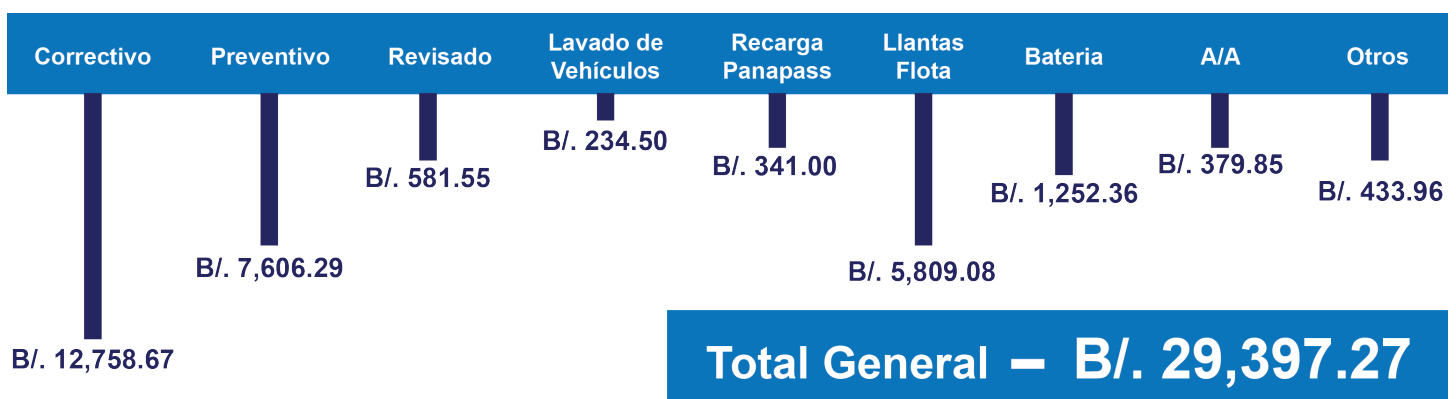 Correctivo
Preventivo
Revisado
Lavado de
Vehículos
Recarga
Panapass
Llantas
Flota
Bateria
A/A
Otros
B/. 12,758.67
B/. 7,606.29
B/. 581.55
B/. 234.50
B/. 341.00
B/. 5,809.08
B/. 1,252.36
B/. 379.85
B/. 433.96
Total General – B/. 29,397.27